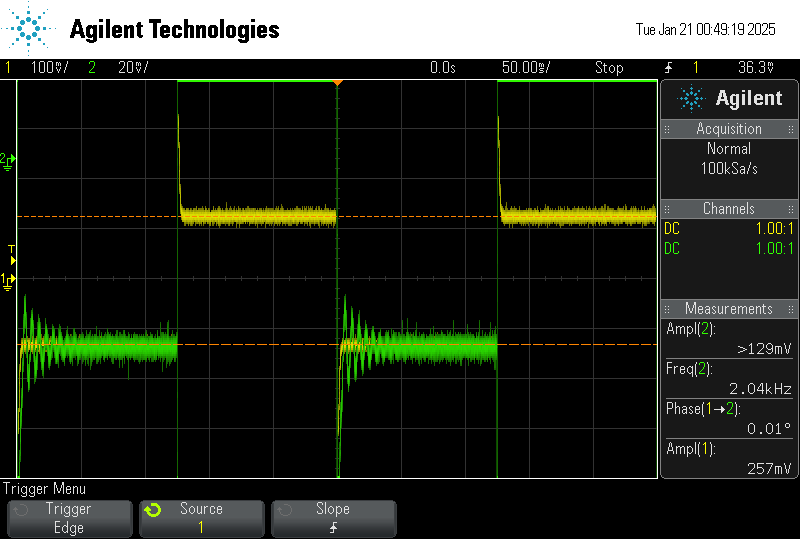 Agilent Technologies
Tue Jan 21 00:49:19 2025
1 100mV/ 2 20mV/ 0.0s 50.00ms/ Stop 1 36.3mV
Agilent
Acquisition
Normal
100kSa/s
Channels
DC 1.00:1
DC 1.00:1
Measurements
Ampl(2):
>129mV
Freq(2):
2.04kHz
Phase(1→2):
0.01°
Ampl(1):
257mV
2
T
1
Trigger Menu
Trigger
Edge
Source
1
Slope